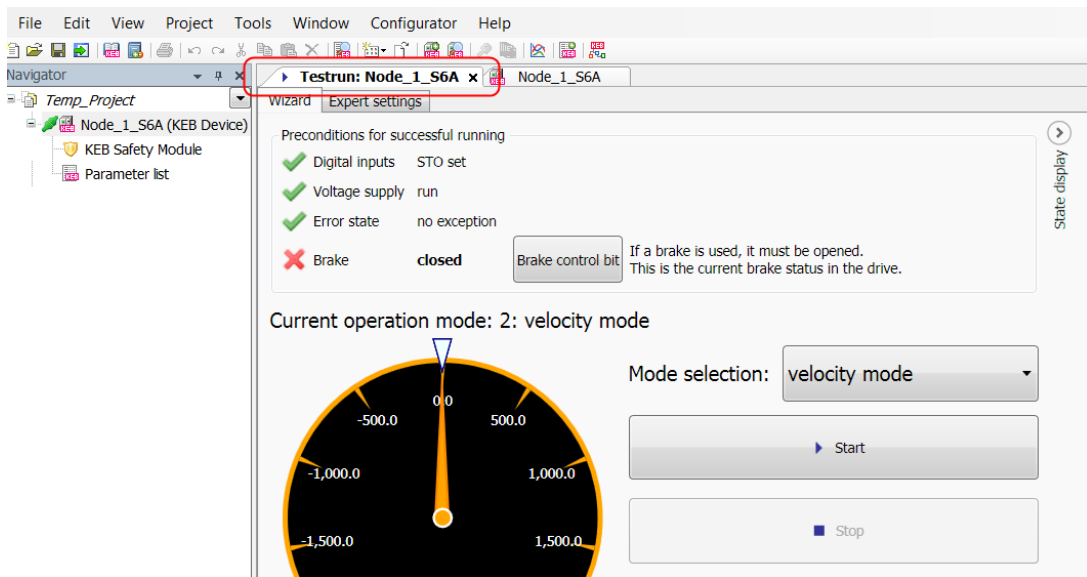 File Edit View Project Tools Window Configurator Help
Navigator
Testrun: Node_1_S6A x Node_1_S6A
Temp_Project
Wizard Expert settings
Node_1_S6A (KEB Device)
KEB Safety Module
Parameter list
Preconditions for successful running
Digital inputs STO set
Voltage supply run
Error state no exception
Brake closed Brake control bit
If a brake is used, it must be opened.
This is the current brake status in the drive.
State display
Current operation mode: 2: velocity mode
Mode selection: velocity mode
0.0
-500.0 500.0
-1,000.0 1,000.0
-1,500.0 1,500.0
Start
Stop